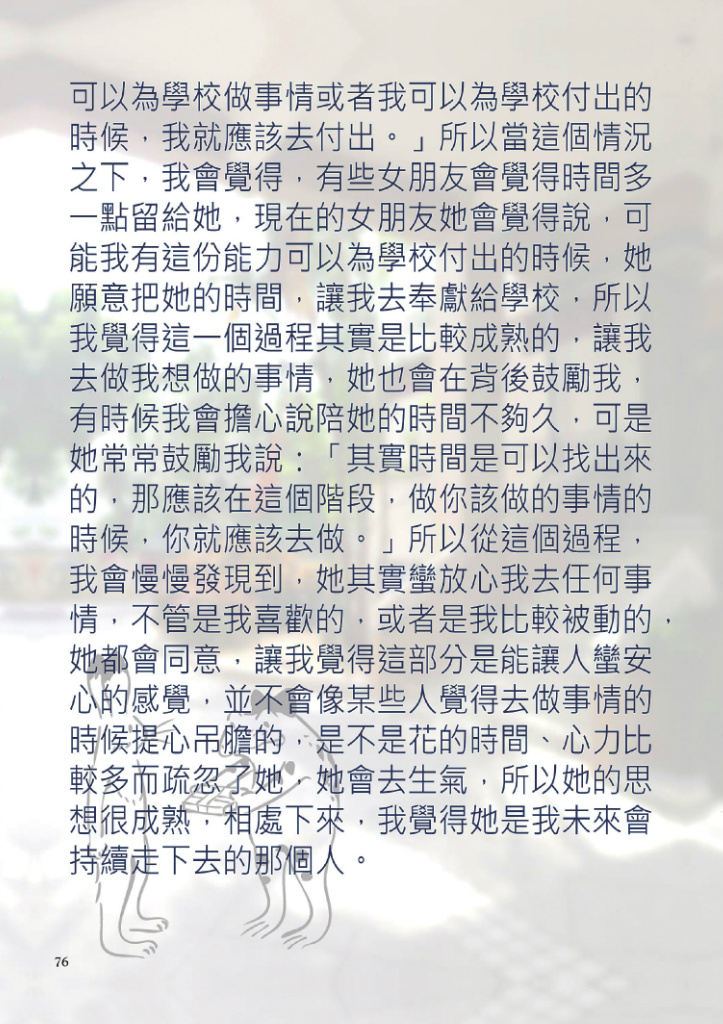 可以為學校做事情或者我可以為學校付出的
時候，我就應該去付出。」所以當這個情況
之下，我會覺得，有些女朋友會覺得時間多
一點留給她，現在的女朋友她會覺得說，可
能我有這份能力可以為學校付出的時候，她
願意把她的時間，讓我去奉獻給學校，所以
我覺得這一個過程其實是比較成熟的，讓我
去做我想做的事情，她也會在背後鼓勵我，
有時候我會擔心說陪她的時間不夠久，可是
她常常鼓勵我說：「其實時間是可以找出來
的，那應該在這個階段，做你該做的事情的
時候，你就應該去做。」所以從這個過程，
我會慢慢發現到，她其實蠻放心我去任何事
情，不管是我喜歡的，或者是我比較被動的，
她都會同意，讓我覺得這部分是能讓人蠻安
心的感覺，並不會像某些人覺得去做事情的
時候提心吊膽的，是不是花的時間、心力比
較多而疏忽了她，她會去生氣，所以她的思
想很成熟，相處下來，我覺得她是我未來會
持續走下去的那個人。
76